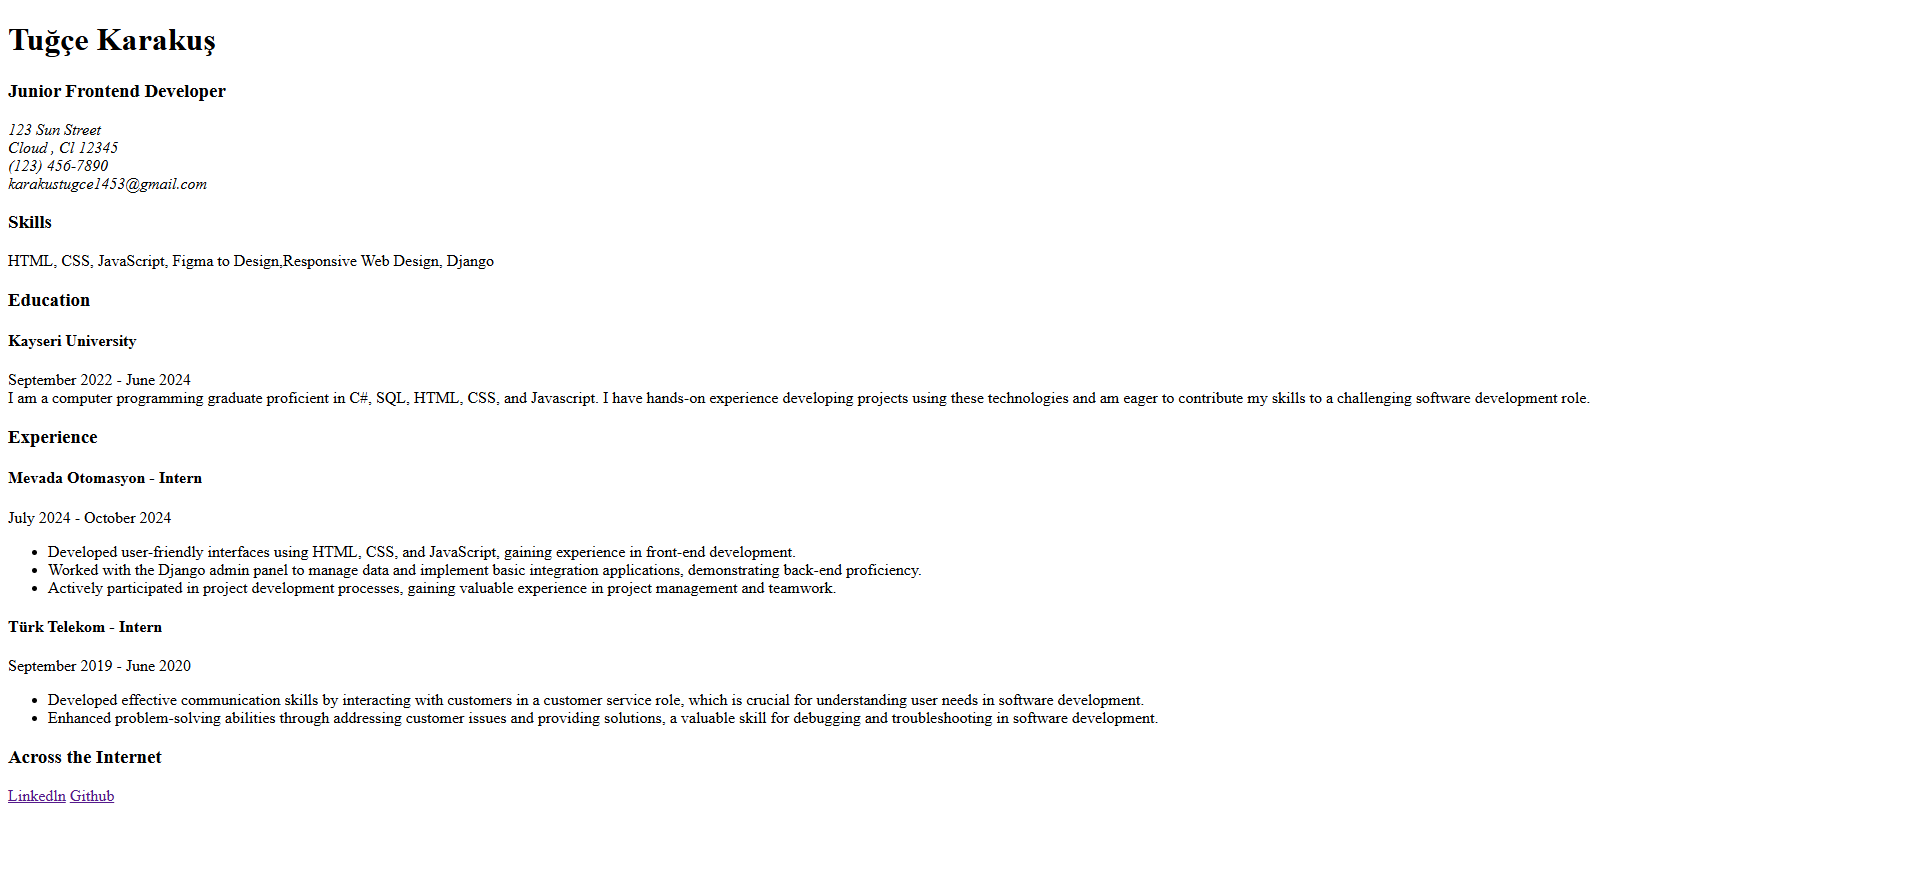 Tuğçe Karakuş
Junior Frontend Developer
123 Sun Street
Cloud , Cl 12345
(123) 456-7890
karakustugce1453@gmail.com
Skills
HTML, CSS, JavaScript, Figma to Design,Responsive Web Design, Django
Education
Kayseri University
September 2022 - June 2024
I am a computer programming graduate proficient in C#, SQL, HTML, CSS, and Javascript. I have hands-on experience developing projects using these technologies and am eager to contribute my skills to a challenging software development role.
Experience
Mevada Otomasyon - Intern
July 2024 - October 2024
• Developed user-friendly interfaces using HTML, CSS, and JavaScript, gaining experience in front-end development.
• Worked with the Django admin panel to manage data and implement basic integration applications, demonstrating back-end proficiency.
• Actively participated in project development processes, gaining valuable experience in project management and teamwork.
Türk Telekom - Intern
September 2019 - June 2020
• Developed effective communication skills by interacting with customers in a customer service role, which is crucial for understanding user needs in software development.
• Enhanced problem-solving abilities through addressing customer issues and providing solutions, a valuable skill for debugging and troubleshooting in software development.
Across the Internet
Linkedln Github